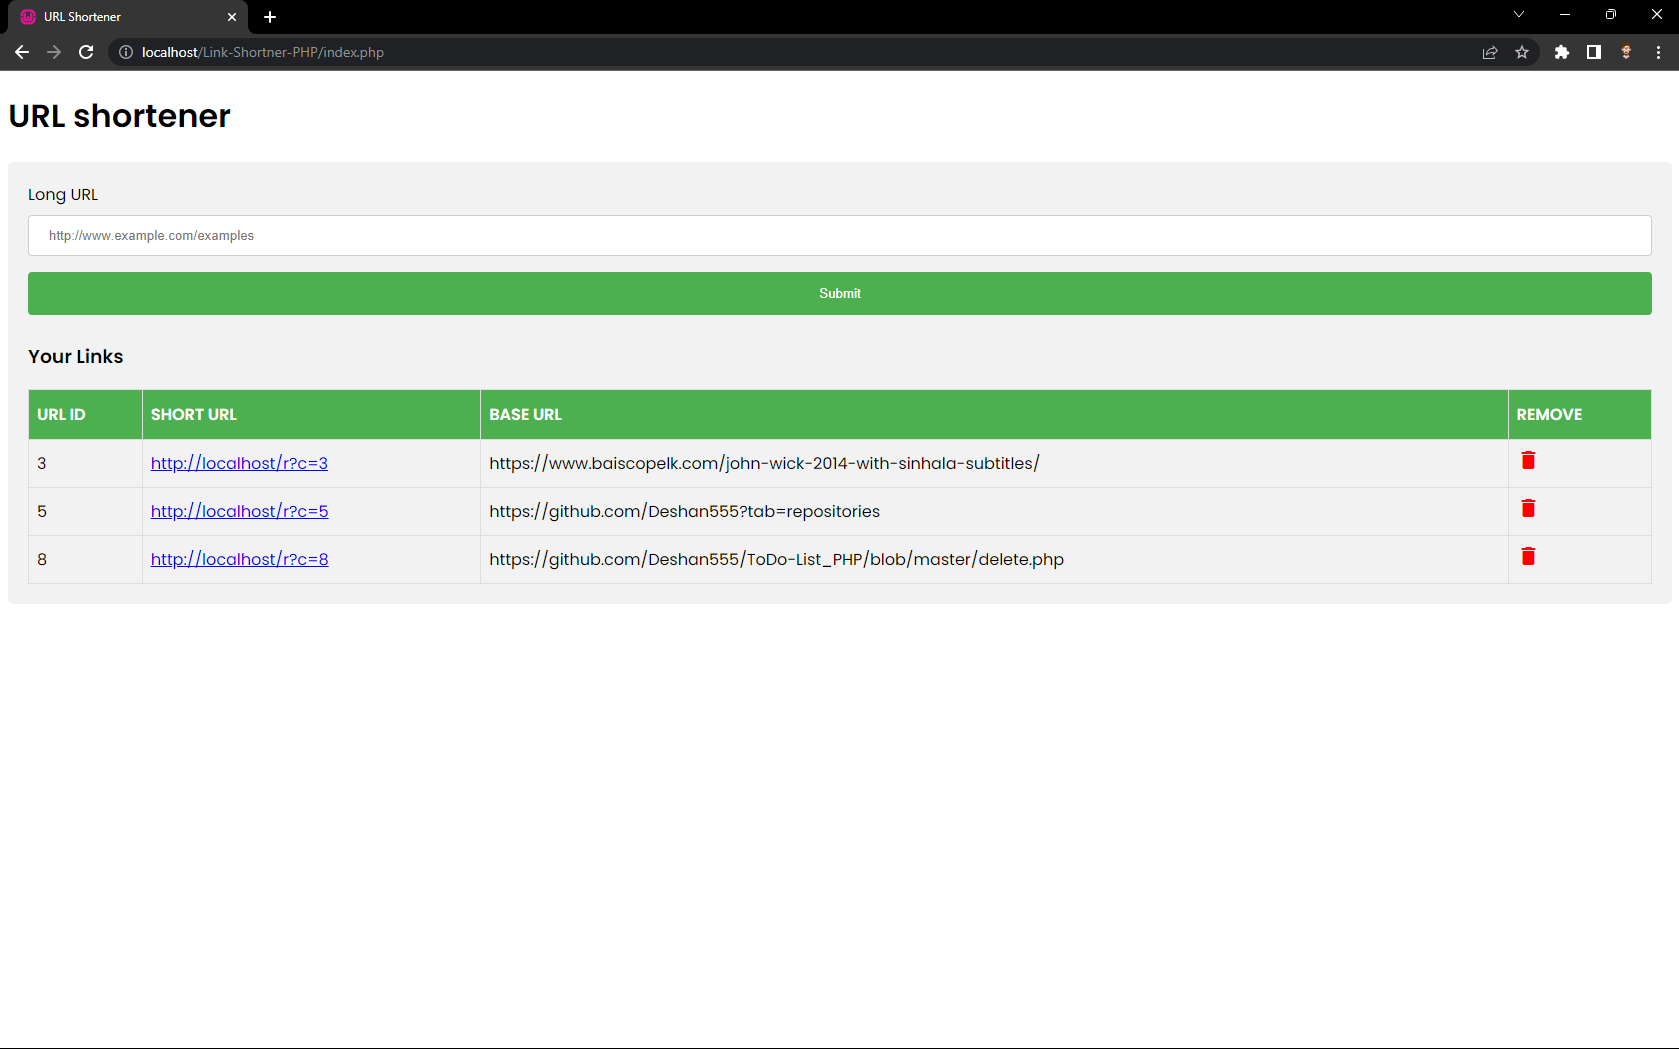 URL Shortener
localhost/Link-Shortner-PHP/index.php
URL shortener
Long URL
http://www.example.com/examples
Submit
Your Links
URL ID SHORT URL BASE URL REMOVE
3 http://localhost/r?c=3 https://www.baiscopelk.com/john-wick-2014-with-sinhala-subtitles/
5 http://localhost/r?c=5 https://github.com/Deshan555?tab=repositories
8 http://localhost/r?c=8 https://github.com/Deshan555/ToDo-List_PHP/blob/master/delete.php